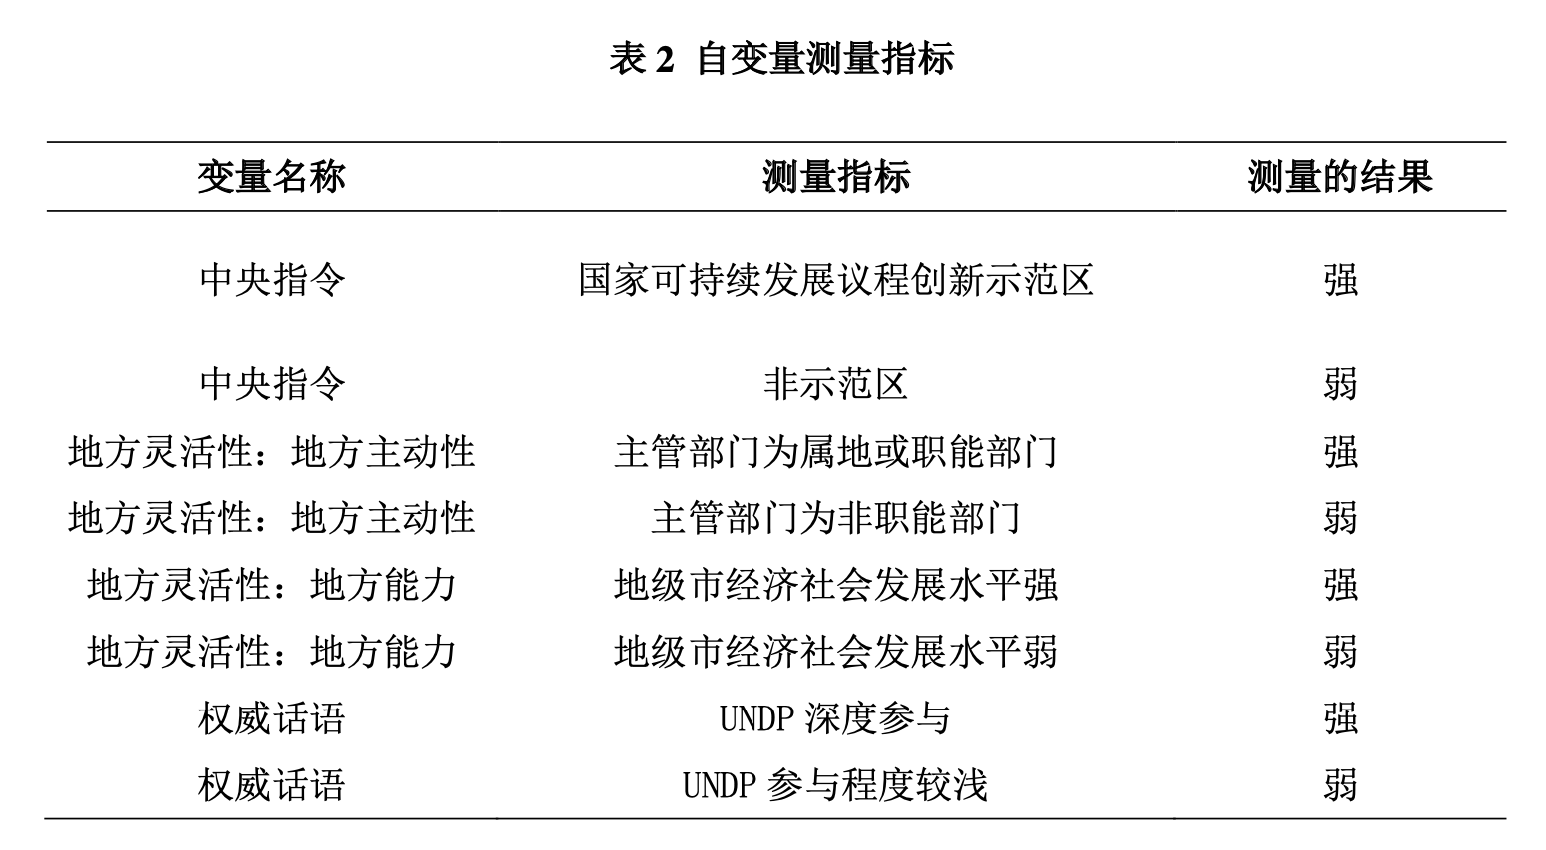 表 2 自变量测量指标
变量名称 测量指标 测量的结果
中央指令 国家可持续发展议程创新示范区 强
中央指令 非示范区 弱
地方灵活性：地方主动性 主管部门为属地或职能部门 强
地方灵活性：地方主动性 主管部门为非职能部门 弱
地方灵活性：地方能力 地级市经济社会发展水平强 强
地方灵活性：地方能力 地级市经济社会发展水平弱 弱
权威话语 UNDP 深度参与 强
权威话语 UNDP 参与程度较浅 弱